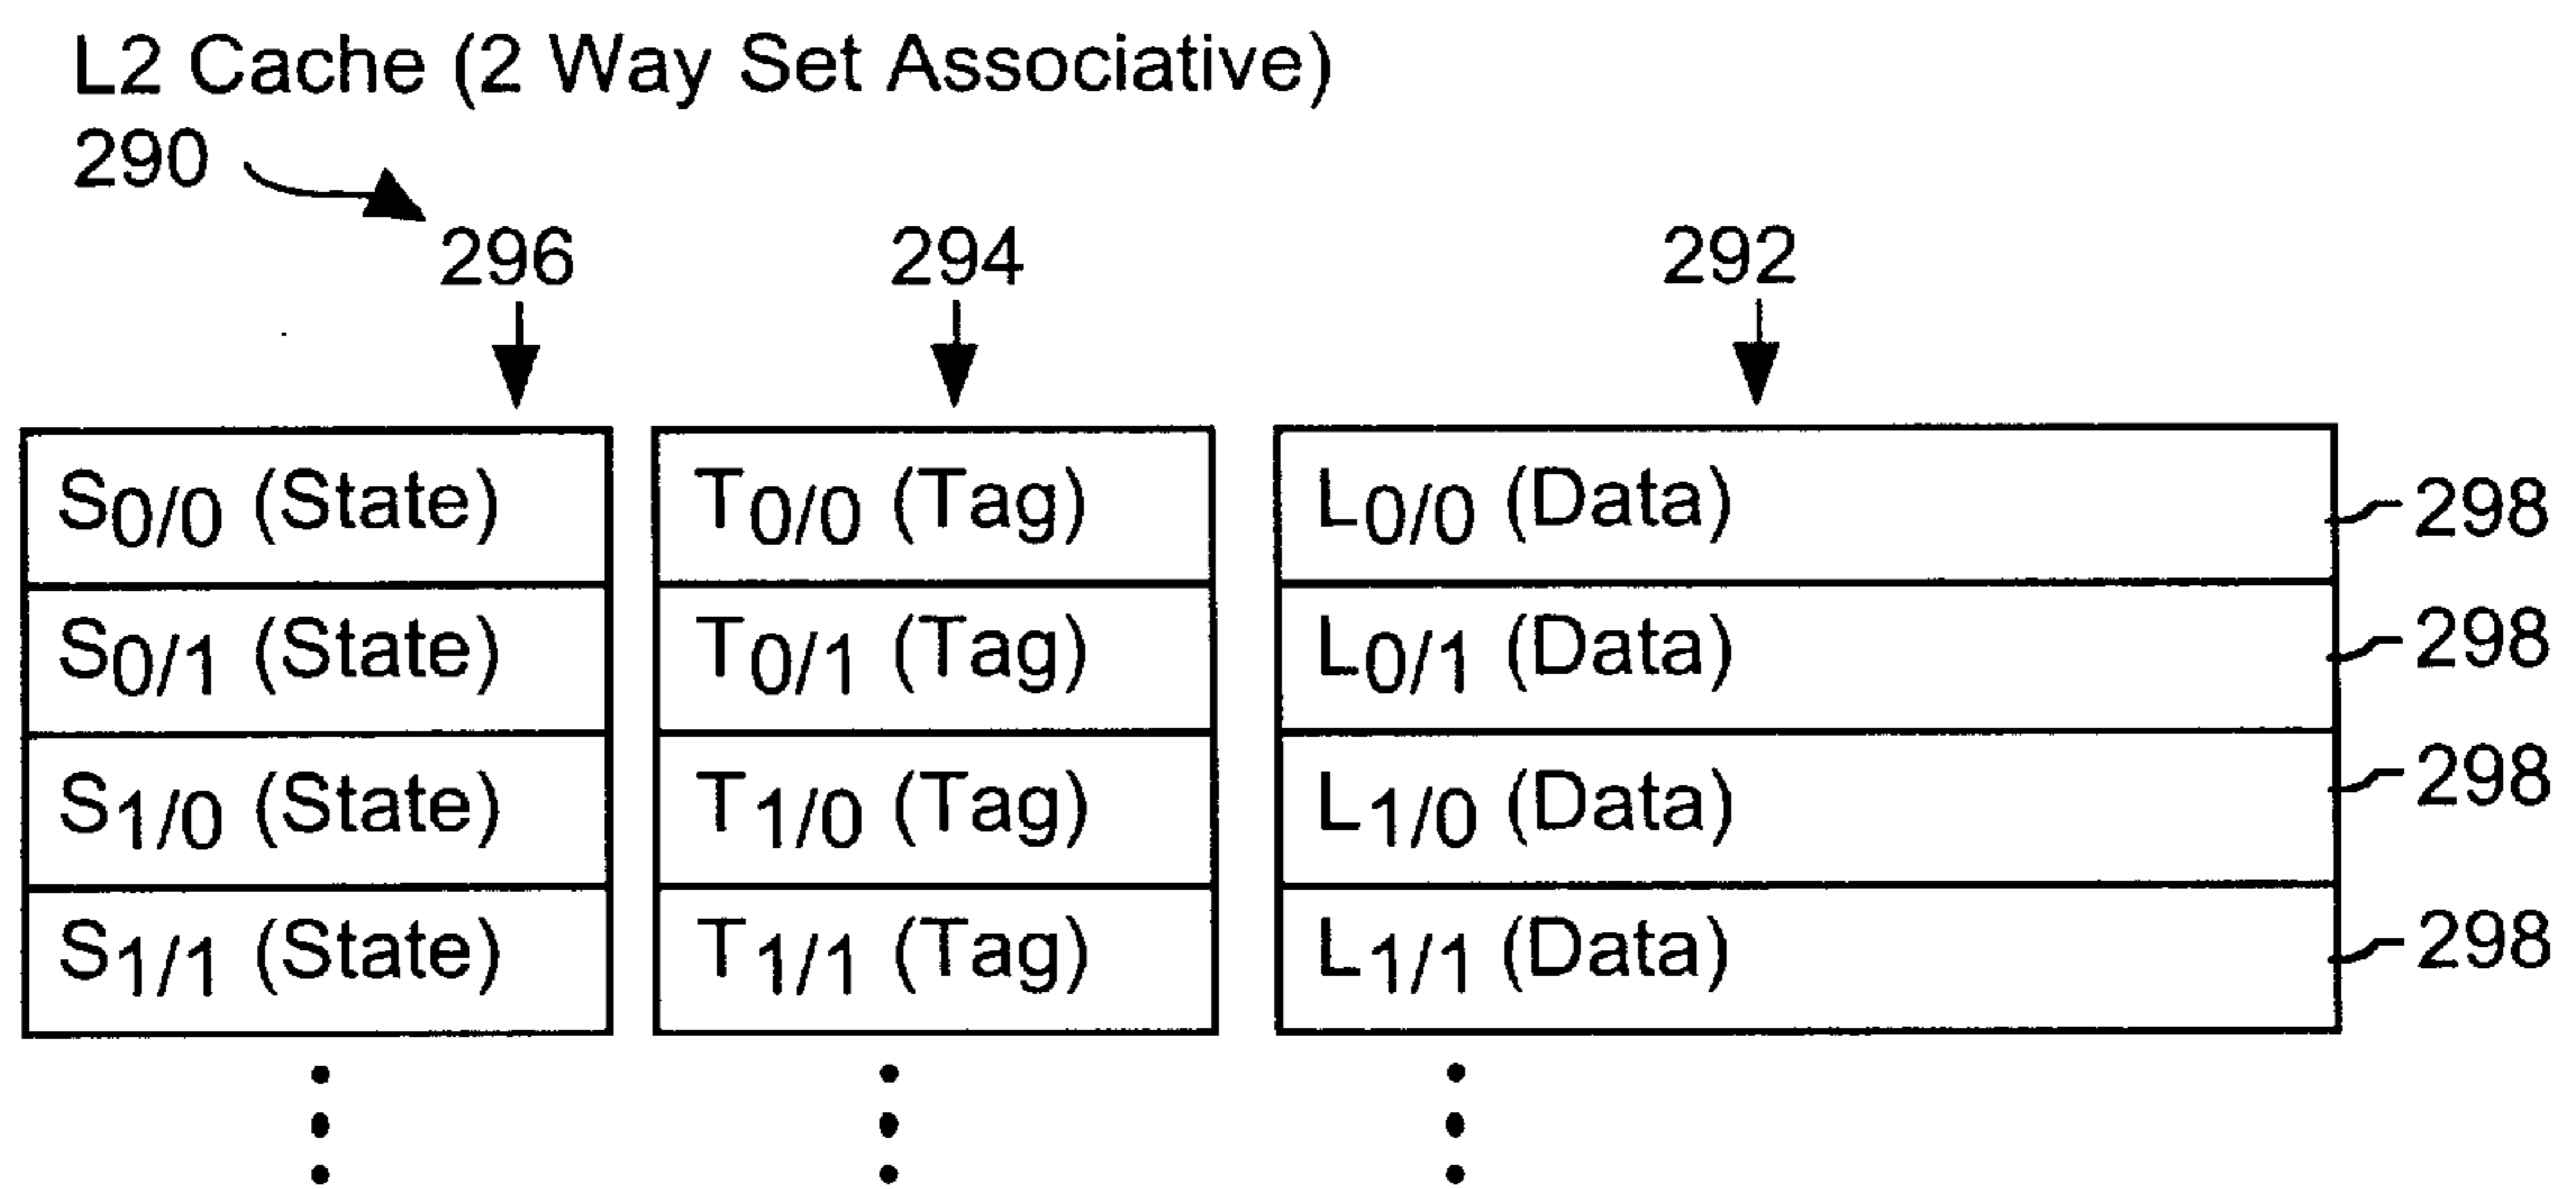 L2 Cache (2 Way Set Associative)
290
296 294 292
S0/0 (State) T0/0 (Tag) L0/0 (Data) 298
S0/1 (State) T0/1 (Tag) L0/1 (Data) 298
S1/0 (State) T1/0 (Tag) L1/0 (Data) 298
S1/1 (State) T1/1 (Tag) L1/1 (Data) 298